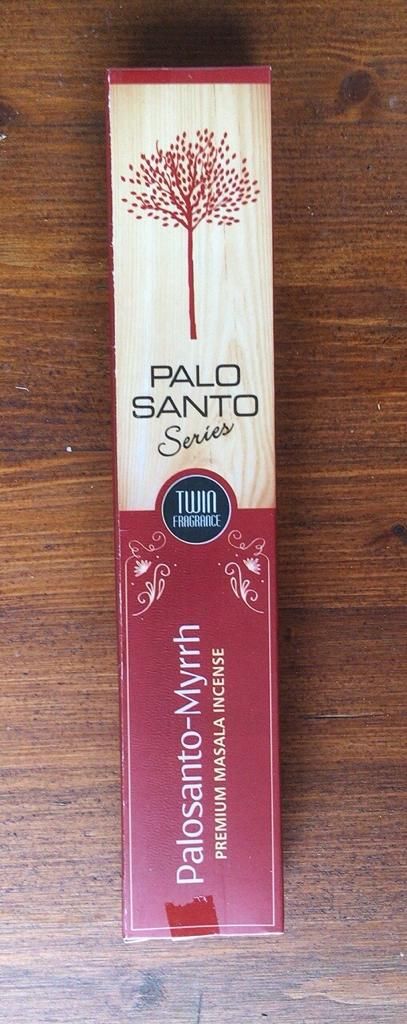 PALO
SANTO
Series
TWIN
FRAGRANCE
Palosanto-Myrrh
PREMIUM MASALA INCENSE